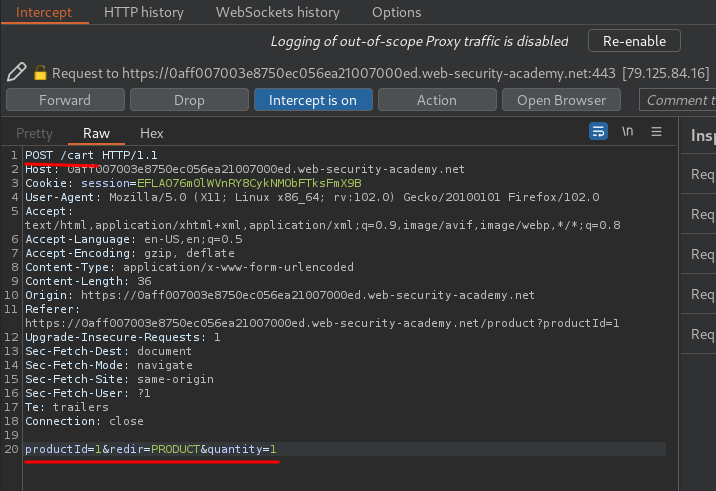 Intercept HTTP history WebSockets history Options
Logging of out-of-scope Proxy traffic is disabled Re-enable
Request to https://0aff007003e8750ec056ea21007000ed.web-security-academy.net:443 [79.125.84.16]
Forward Drop Intercept is on Action Open Browser Comment t
Pretty Raw Hex \n Insp
1 POST /cart HTTP/1.1
2 Host: 0aff007003e8750ec056ea21007000ed.web-security-academy.net
3 Cookie: session=EFLAO76mOlWVnRY8CykNMObFTksFmX9B
4 User-Agent: Mozilla/5.0 (X11; Linux x86_64; rv:102.0) Gecko/20100101 Firefox/102.0
5 Accept:
text/html,application/xhtml+xml,application/xml;q=0.9,image/avif,image/webp,*/*;q=0.8
6 Accept-Language: en-US,en;q=0.5
7 Accept-Encoding: gzip, deflate
8 Content-Type: application/x-www-form-urlencoded
9 Content-Length: 36
10 Origin: https://0aff007003e8750ec056ea21007000ed.web-security-academy.net
11 Referer:
https://0aff007003e8750ec056ea21007000ed.web-security-academy.net/product?productId=1
12 Upgrade-Insecure-Requests: 1
13 Sec-Fetch-Dest: document
14 Sec-Fetch-Mode: navigate
15 Sec-Fetch-Site: same-origin
16 Sec-Fetch-User: ?1
17 Te: trailers
18 Connection: close
19
20 productId=1&redir=PRODUCT&quantity=1
Req
Req
Req
Req
Req